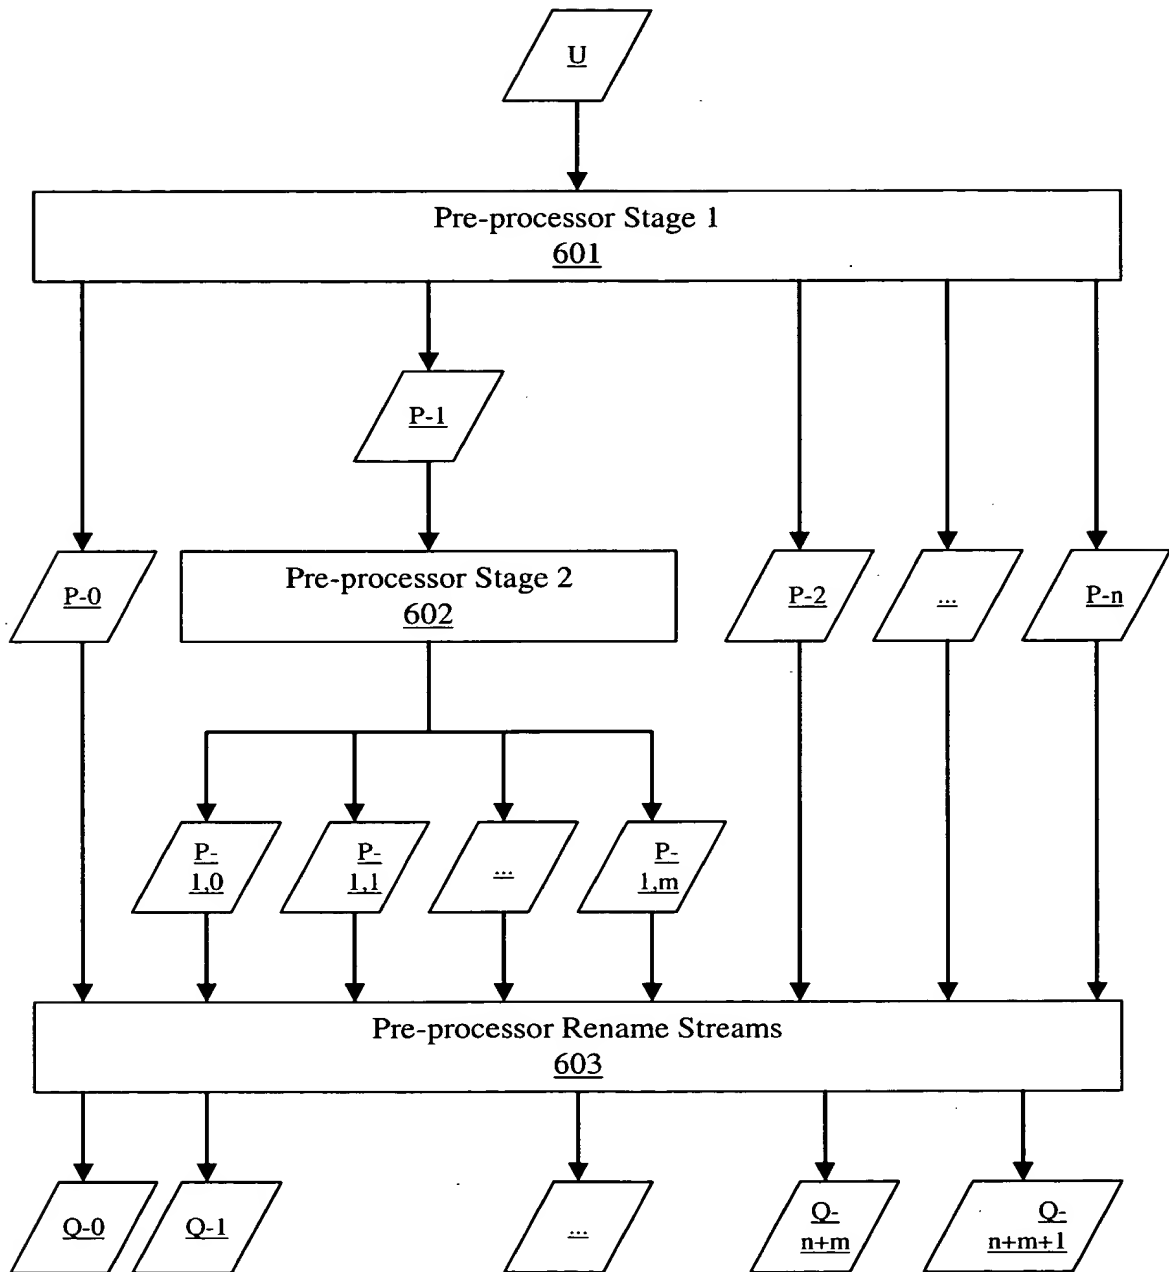 U
Pre-processor Stage 1
601
P-1
P-0
Pre-processor Stage 2
602
P-2
...
P-n
P-
1,0
P-
1,1
...
P-
1,m
Pre-processor Rename Streams
603
Q-0
Q-1
...
Q-
n+m
Q-
n+m+1